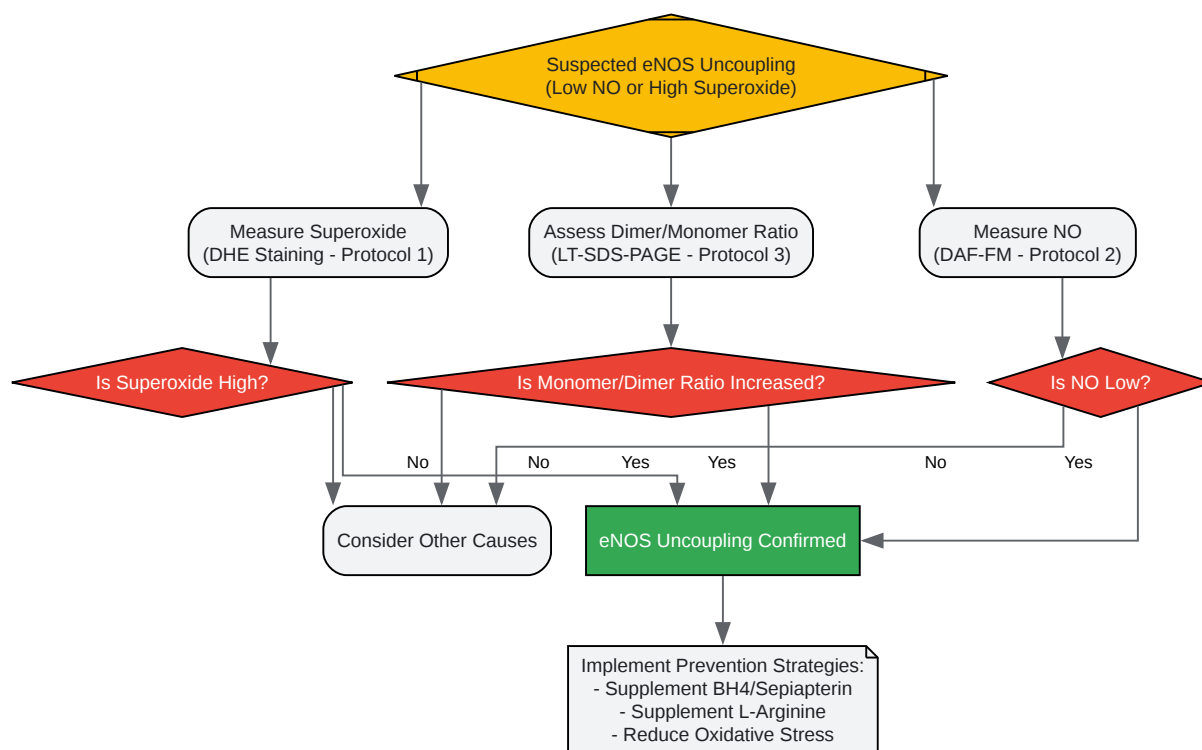 Suspected eNOS Uncoupling
(Low NO or High Superoxide)
Measure Superoxide
(DHE Staining - Protocol 1)
Assess Dimer/Monomer Ratio
(LT-SDS-PAGE - Protocol 3)
Measure NO
(DAF-FM - Protocol 2)
Is Superoxide High?
Is Monomer/Dimer Ratio Increased?
Is NO Low?
No
No
Yes
Yes
No
Yes
Consider Other Causes
eNOS Uncoupling Confirmed
Implement Prevention Strategies:
- Supplement BH4/Sepiapterin
- Supplement L-Arginine
- Reduce Oxidative Stress